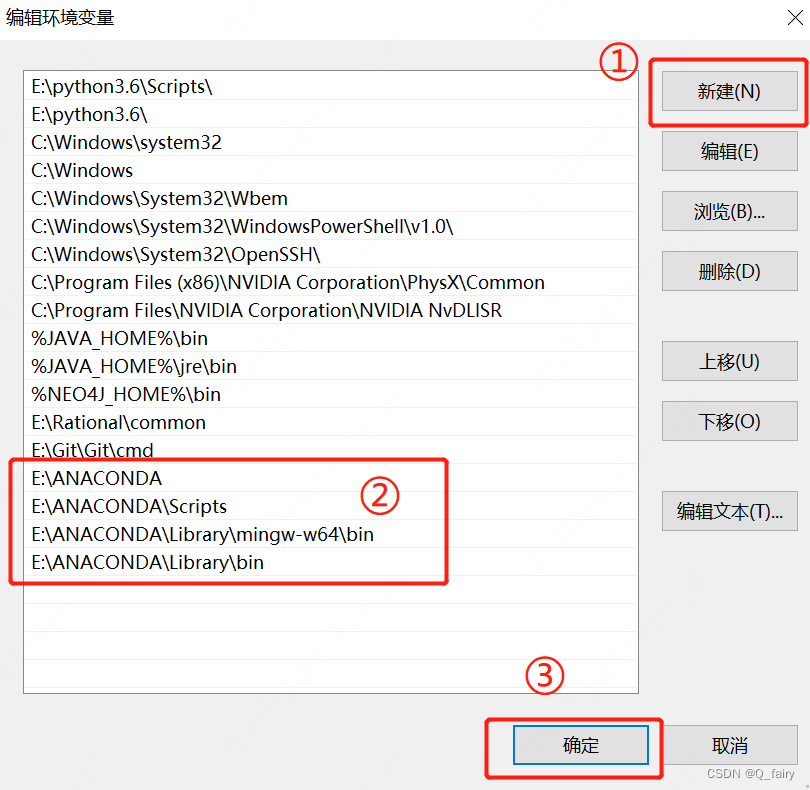 编辑环境变量
①
E:\python3.6\Scripts\
新建(N)
E:\python3.6\
C:\Windows\system32
编辑(E)
C:\Windows
C:\Windows\System32\Wbem
浏览(B)...
C:\Windows\System32\WindowsPowerShell\v1.0\
C:\Windows\System32\OpenSSH\
删除(D)
C:\Program Files (x86)\NVIDIA Corporation\PhysX\Common
C:\Program Files\NVIDIA Corporation\NVIDIA NvDLISR
%JAVA_HOME%\bin
上移(U)
%JAVA_HOME%\jre\bin
%NEO4J_HOME%\bin
下移(O)
E:\Rational\common
E:\Git\Git\cmd
E:\ANACONDA
②
E:\ANACONDA\Scripts
编辑文本(T)...
E:\ANACONDA\Library\mingw-w64\bin
E:\ANACONDA\Library\bin
③
确定
取消
CSDN @Q_fairy